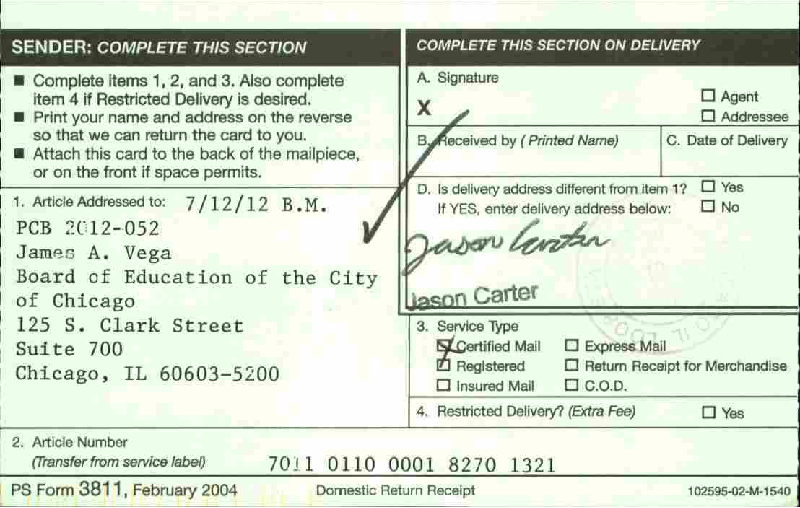 SENDER: COMPLETE THIS SECTION
■ Complete items 1, 2, and 3. Also complete
item 4 if Restricted Delivery is desired.
■ Print your name and address on the reverse
so that we can return the card to you.
■ Attach this card to the back of the mailpiece,
or on the front if space permits.
1. Article Addressed to: 7/12/12 B.M.
PCB 2012-052
James A. Vega
Board of Education of the City
of Chicago
125 S. Clark Street
Suite 700
Chicago, IL 60603-5200
COMPLETE THIS SECTION ON DELIVERY
A. Signature
X
☐ Agent
☐ Addressee
B. Received by (Printed Name) C. Date of Delivery
D. Is delivery address different from item 1? ☐ Yes
If YES, enter delivery address below: ☐ No
Jason Carter
Jason Carter
3. Service Type
☒ Certified Mail ☐ Express Mail
☐ Registered ☐ Return Receipt for Merchandise
☐ Insured Mail ☐ C.O.D.
4. Restricted Delivery? (Extra Fee) ☐ Yes
2. Article Number
(Transfer from service label) 7011 0110 0001 8270 1321
PS Form 3811, February 2004 Domestic Return Receipt 102595-02-M-1540